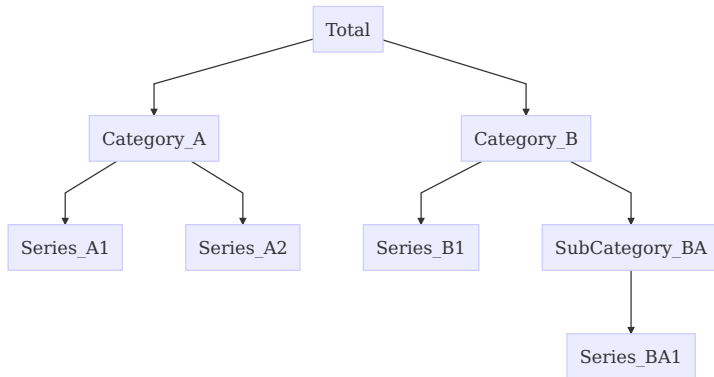 Total
Category_A
Category_B
Series_A1
Series_A2
Series_B1
SubCategory_BA
Series_BA1